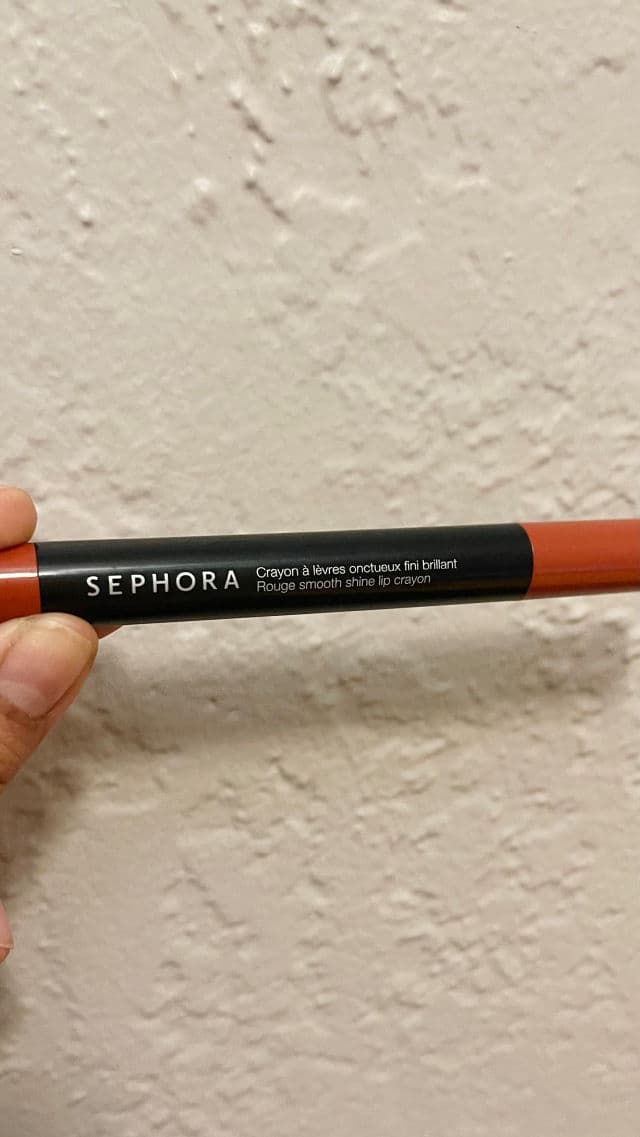 SEPHORA
Crayon à lèvres onctueux fini brillant
Rouge smooth shine lip crayon